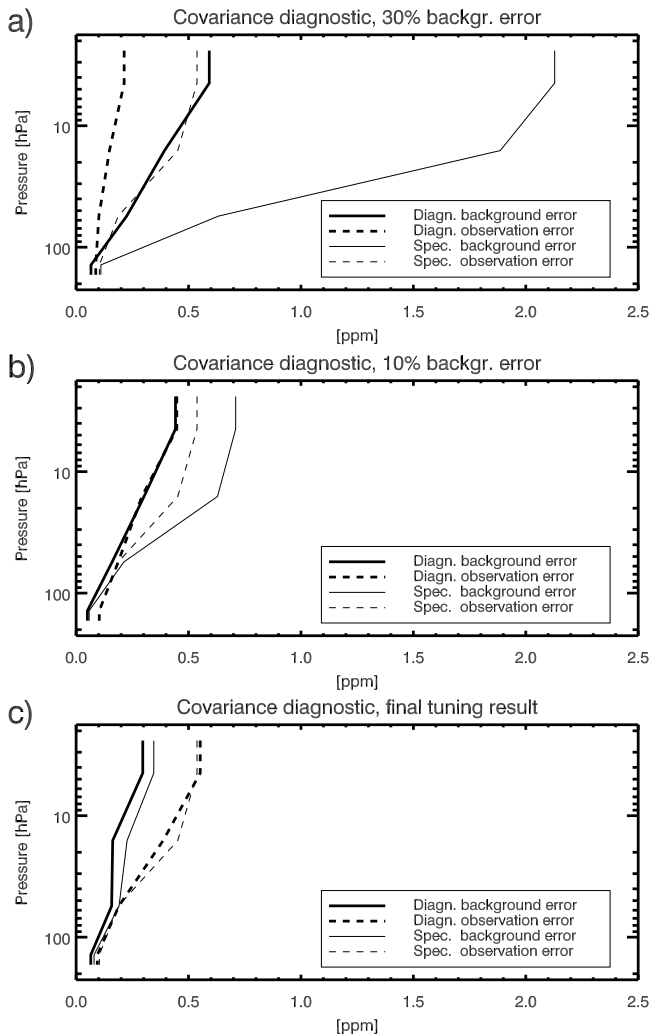 a)
Covariance diagnostic, 30% backgr. error
Pressure [hPa]
10
100
Diagn. background error
Diagn. observation error
Spec. background error
Spec. observation error
0.0 0.5 1.0 1.5 2.0 2.5
[ppm]
b)
Covariance diagnostic, 10% backgr. error
Pressure [hPa]
10
100
Diagn. background error
Diagn. observation error
Spec. background error
Spec. observation error
0.0 0.5 1.0 1.5 2.0 2.5
[ppm]
c)
Covariance diagnostic, final tuning result
Pressure [hPa]
10
100
Diagn. background error
Diagn. observation error
Spec. background error
Spec. observation error
0.0 0.5 1.0 1.5 2.0 2.5
[ppm]